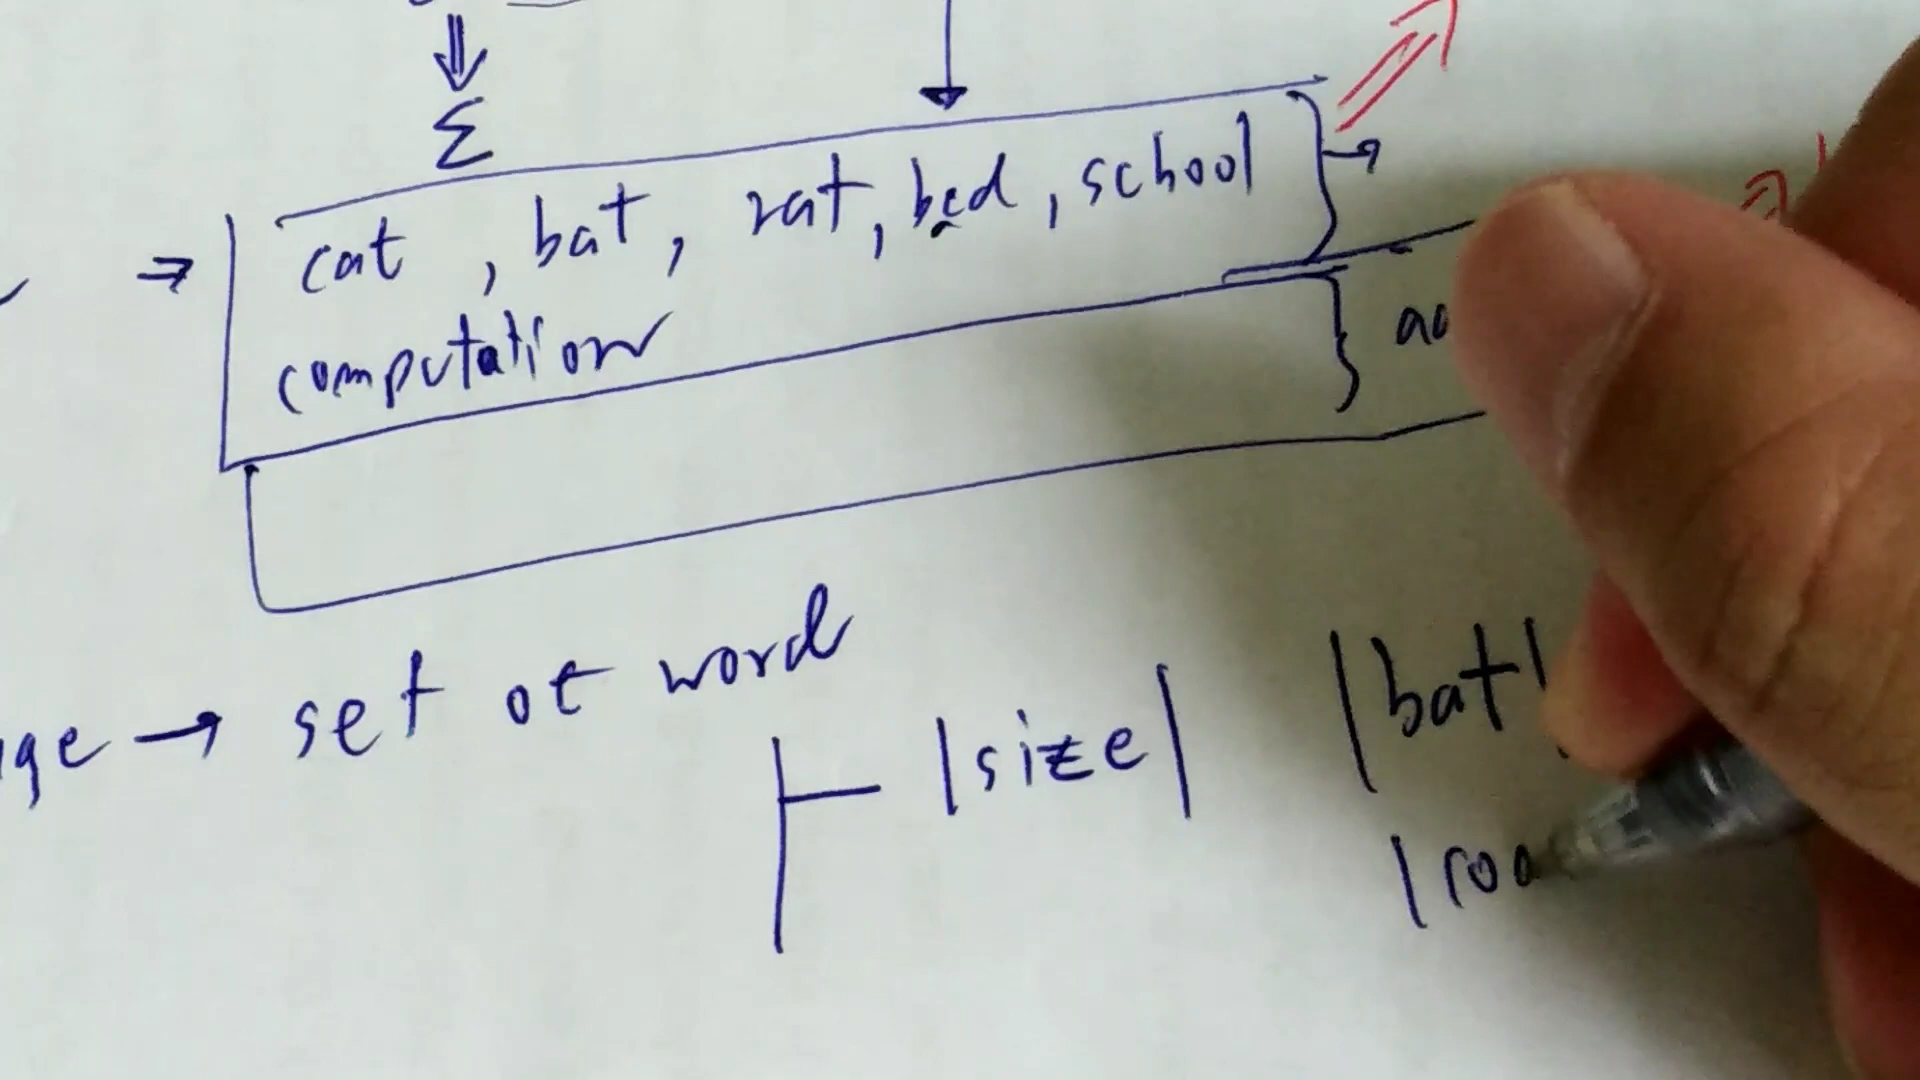 Σ
⇒ cat , bat, rat, bed, school
computation
→ set of word
|size|
|bat|